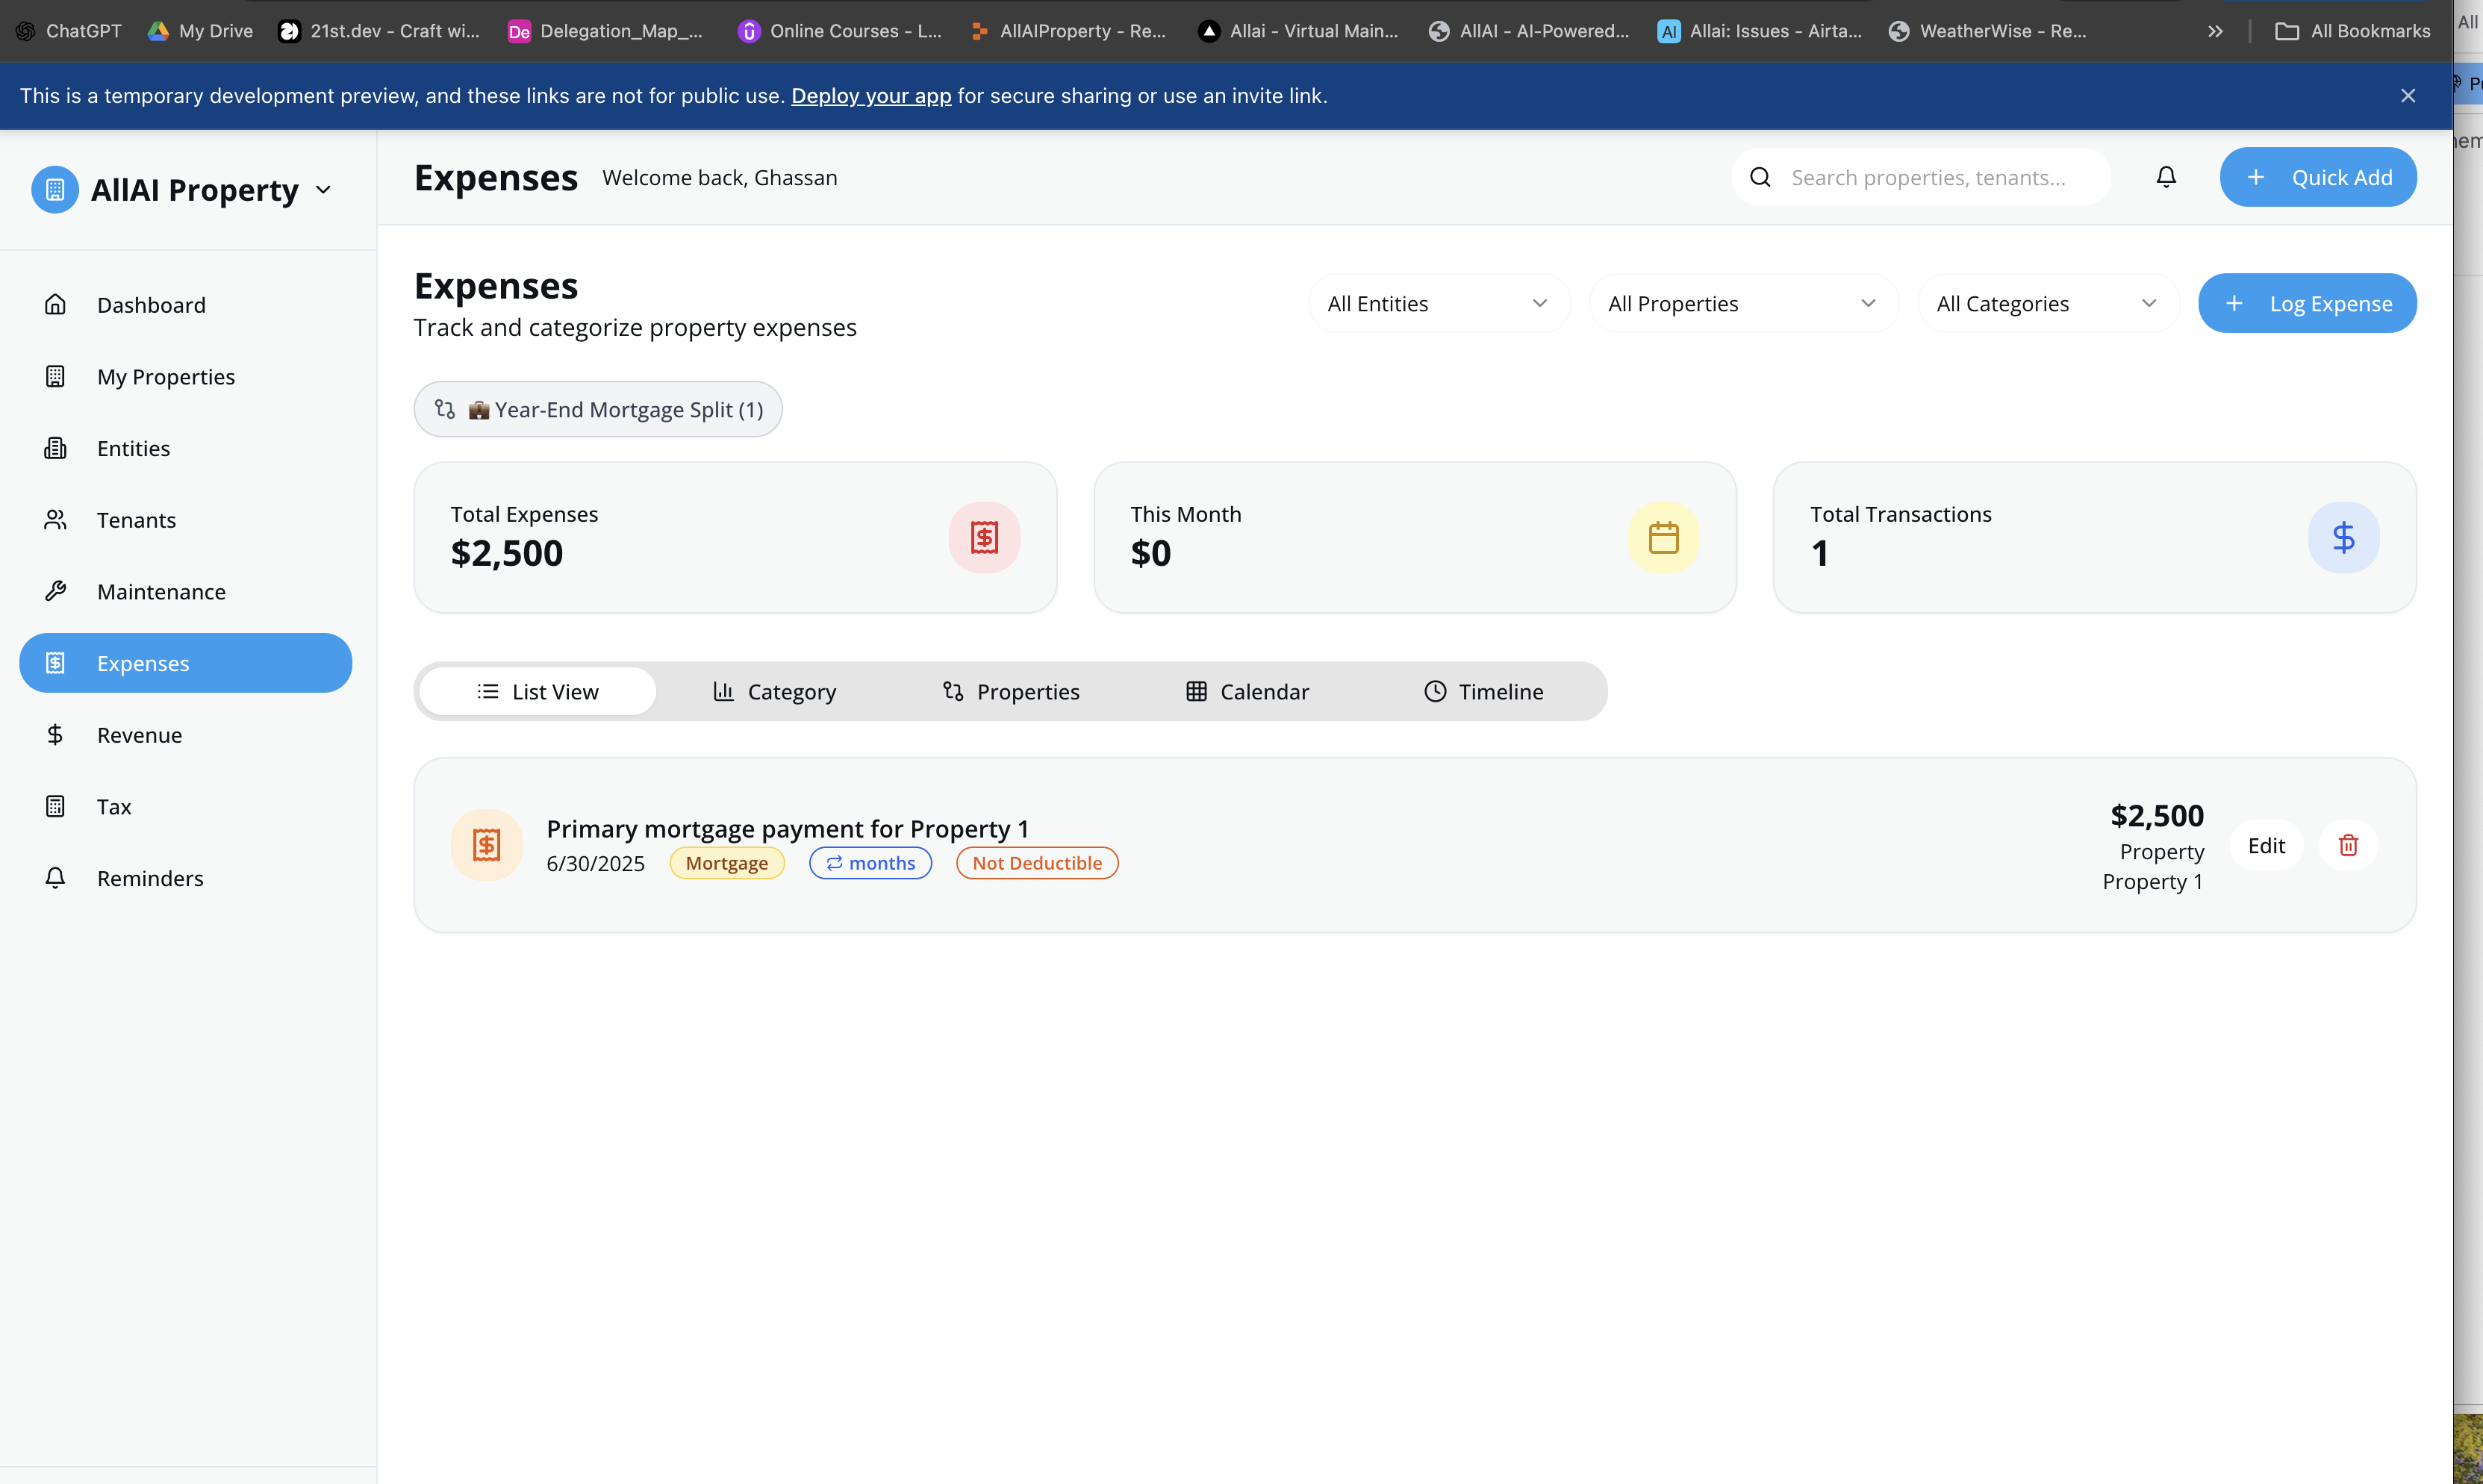 ChatGPT
My Drive
21st.dev - Craft wi...
Delegation_Map_...
Online Courses - L...
AllAIProperty - Re...
Allai - Virtual Main...
AllAI - AI-Powered...
Allai: Issues - Airta...
WeatherWise - Re...
All Bookmarks
All
This is a temporary development preview, and these links are not for public use. Deploy your app for secure sharing or use an invite link.
AllAI Property
Expenses
Welcome back, Ghassan
Search properties, tenants...
+ Quick Add
Dashboard
My Properties
Entities
Tenants
Maintenance
Expenses
Revenue
Tax
Reminders
Expenses
Track and categorize property expenses
All Entities
All Properties
All Categories
+ Log Expense
Year-End Mortgage Split (1)
Total Expenses
$2,500
This Month
$0
Total Transactions
1
List View
Category
Properties
Calendar
Timeline
Primary mortgage payment for Property 1
6/30/2025
Mortgage
months
Not Deductible
$2,500
Property
Property 1
Edit